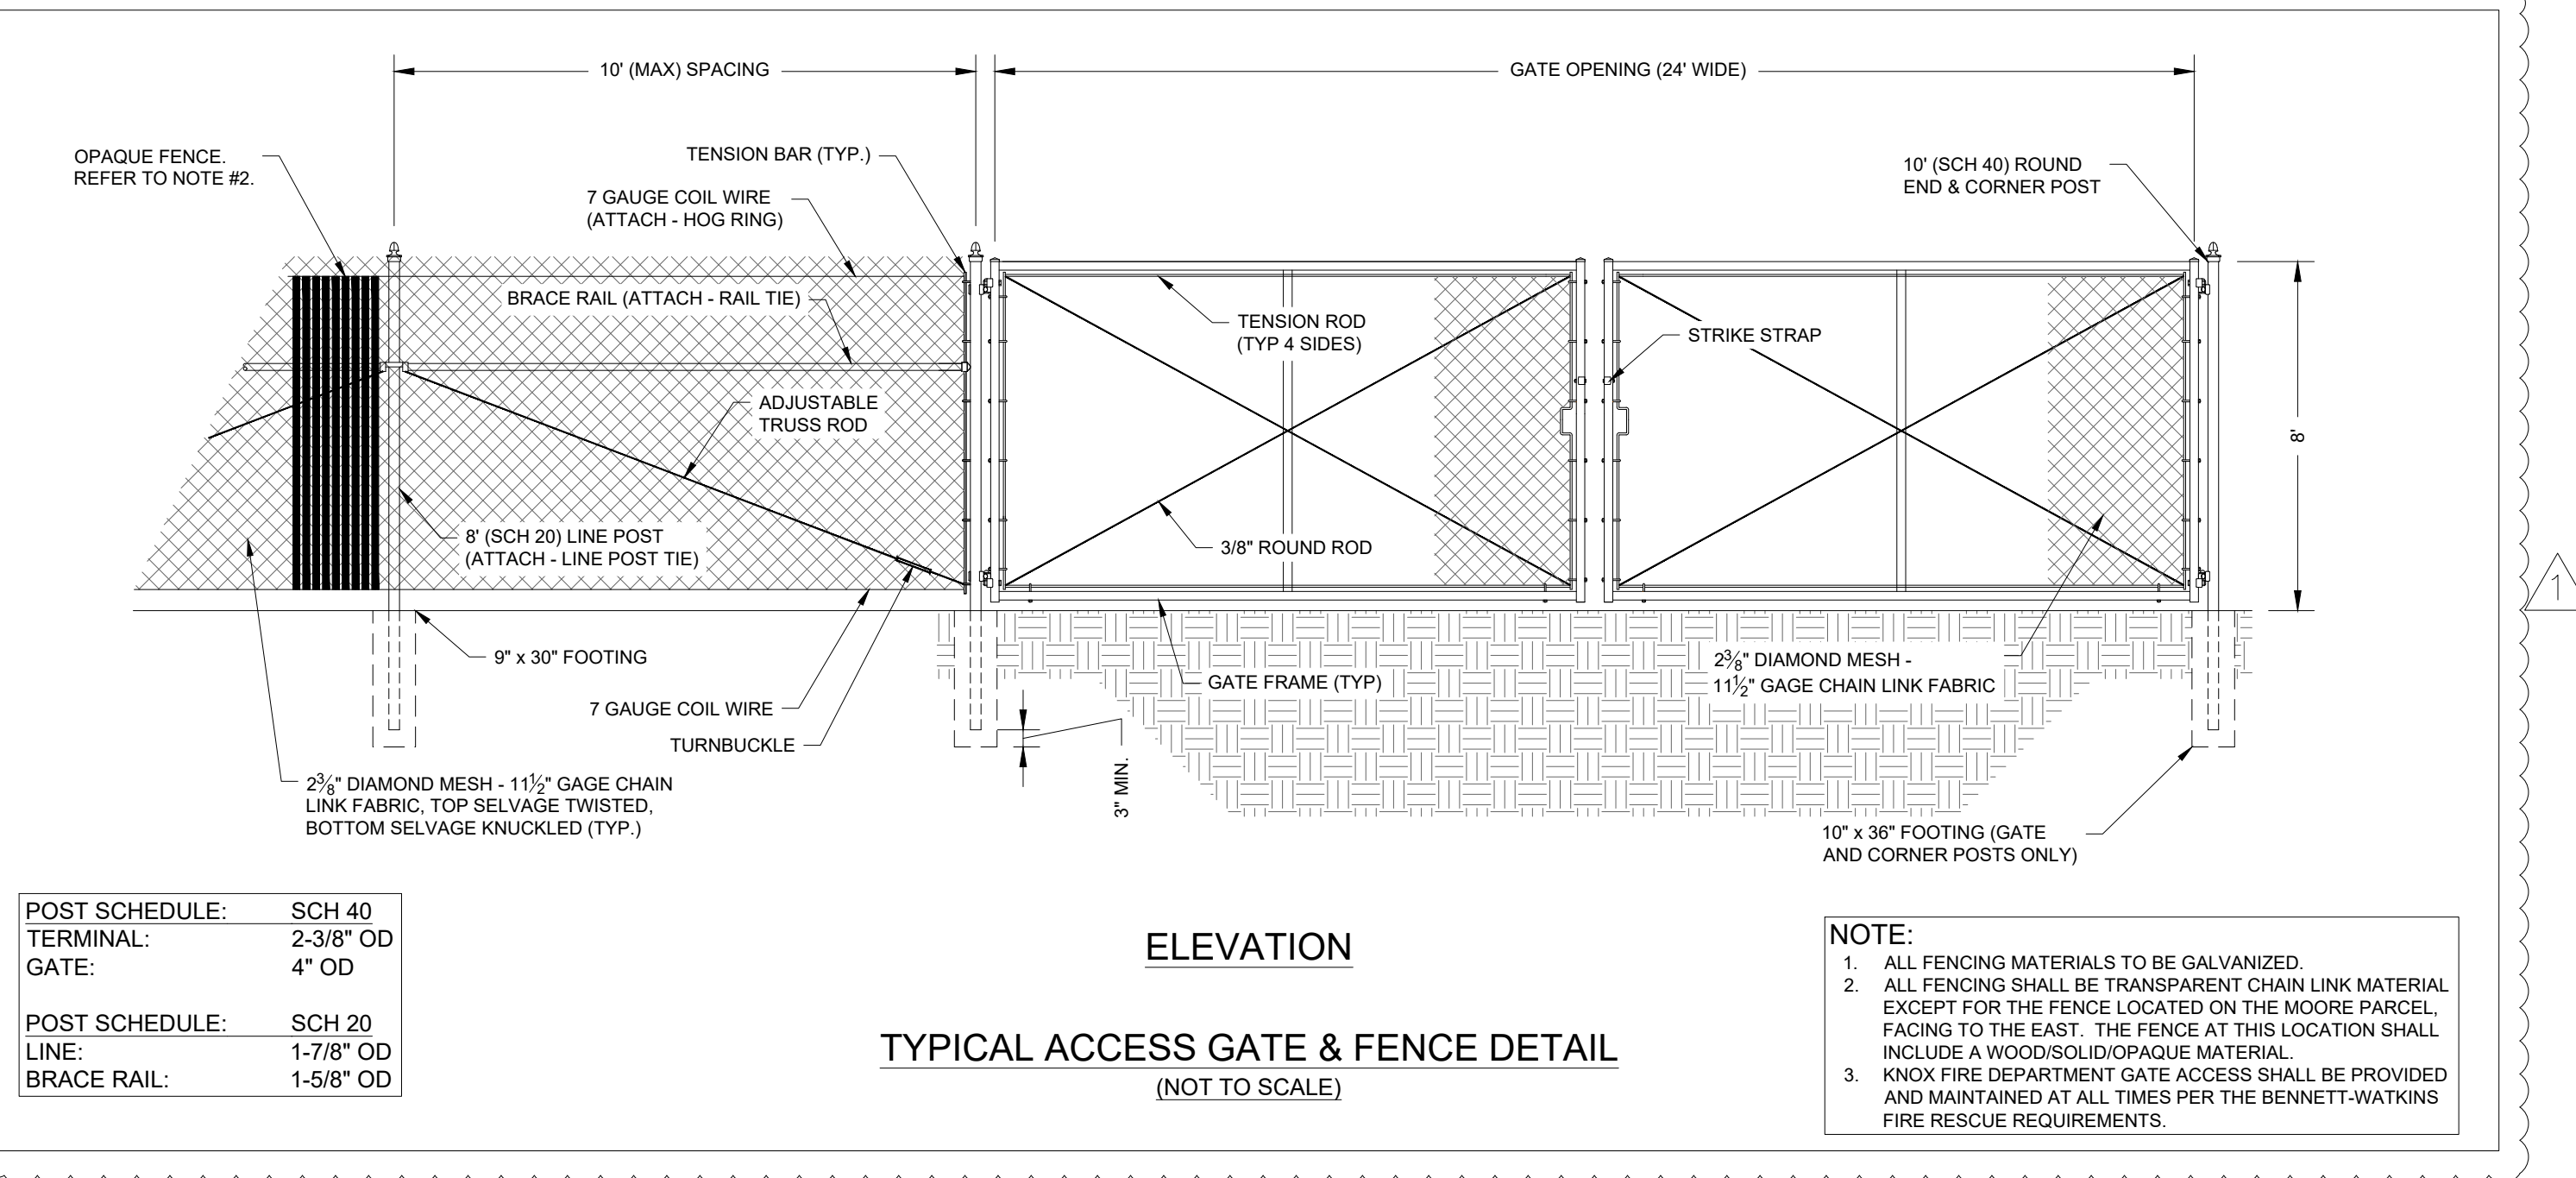 10' (MAX) SPACING
GATE OPENING (24' WIDE)
OPAQUE FENCE.
REFER TO NOTE #2.
TENSION BAR (TYP.)
7 GAUGE COIL WIRE
(ATTACH - HOG RING)
10' (SCH 40) ROUND
END & CORNER POST
BRACE RAIL (ATTACH - RAIL TIE)
TENSION ROD
(TYP 4 SIDES)
STRIKE STRAP
ADJUSTABLE
TRUSS ROD
8'
8' (SCH 20) LINE POST
(ATTACH - LINE POST TIE)
3/8" ROUND ROD
1
9" x 30" FOOTING
2⅜" DIAMOND MESH -
11½" GAGE CHAIN LINK FABRIC
GATE FRAME (TYP)
7 GAUGE COIL WIRE
TURNBUCKLE
3" MIN.
2⅜" DIAMOND MESH - 11½" GAGE CHAIN
LINK FABRIC, TOP SELVAGE TWISTED,
BOTTOM SELVAGE KNUCKLED (TYP.)
10" x 36" FOOTING (GATE
AND CORNER POSTS ONLY)
POST SCHEDULE: SCH 40
TERMINAL: 2-3/8" OD
GATE: 4" OD
POST SCHEDULE: SCH 20
LINE: 1-7/8" OD
BRACE RAIL: 1-5/8" OD
ELEVATION
TYPICAL ACCESS GATE & FENCE DETAIL
(NOT TO SCALE)
NOTE:
1. ALL FENCING MATERIALS TO BE GALVANIZED.
2. ALL FENCING SHALL BE TRANSPARENT CHAIN LINK MATERIAL
EXCEPT FOR THE FENCE LOCATED ON THE MOORE PARCEL,
FACING TO THE EAST. THE FENCE AT THIS LOCATION SHALL
INCLUDE A WOOD/SOLID/OPAQUE MATERIAL.
3. KNOX FIRE DEPARTMENT GATE ACCESS SHALL BE PROVIDED
AND MAINTAINED AT ALL TIMES PER THE BENNETT-WATKINS
FIRE RESCUE REQUIREMENTS.